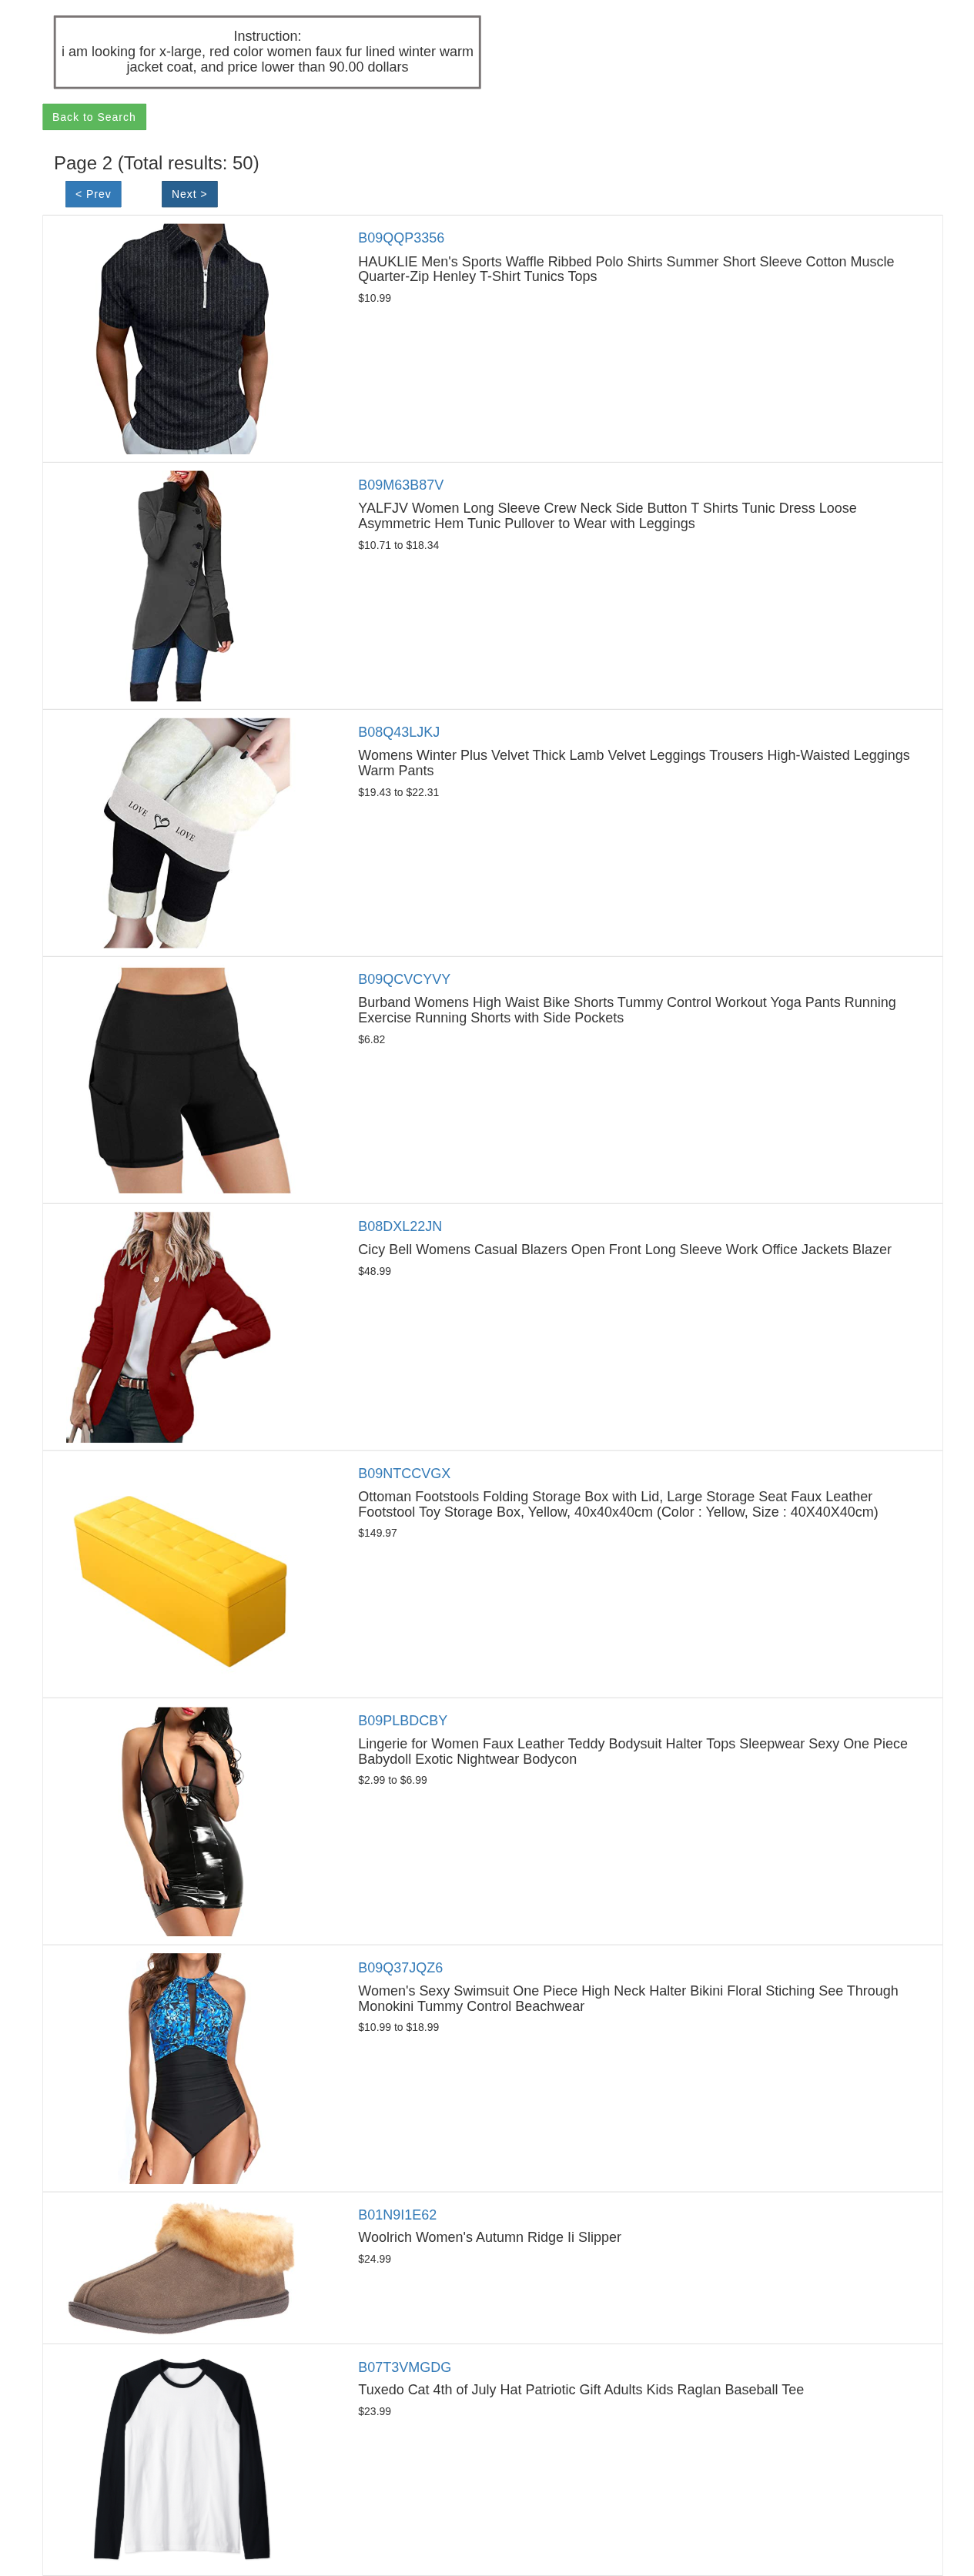 Instruction:
i am looking for x-large, red color women faux fur lined winter warm
jacket coat, and price lower than 90.00 dollars
Back to Search
Page 2 (Total results: 50)
< Prev
Next >
B09QQP3356
HAUKLIE Men's Sports Waffle Ribbed Polo Shirts Summer Short Sleeve Cotton Muscle
Quarter-Zip Henley T-Shirt Tunics Tops
$10.99
B09M63B87V
YALFJV Women Long Sleeve Crew Neck Side Button T Shirts Tunic Dress Loose
Asymmetric Hem Tunic Pullover to Wear with Leggings
$10.71 to $18.34
LOVE LOVE
B08Q43LJKJ
Womens Winter Plus Velvet Thick Lamb Velvet Leggings Trousers High-Waisted Leggings
Warm Pants
$19.43 to $22.31
B09QCVCYVY
Burband Womens High Waist Bike Shorts Tummy Control Workout Yoga Pants Running
Exercise Running Shorts with Side Pockets
$6.82
B08DXL22JN
Cicy Bell Womens Casual Blazers Open Front Long Sleeve Work Office Jackets Blazer
$48.99
B09NTCCVGX
Ottoman Footstools Folding Storage Box with Lid, Large Storage Seat Faux Leather
Footstool Toy Storage Box, Yellow, 40x40x40cm (Color : Yellow, Size : 40X40X40cm)
$149.97
B09PLBDCBY
Lingerie for Women Faux Leather Teddy Bodysuit Halter Tops Sleepwear Sexy One Piece
Babydoll Exotic Nightwear Bodycon
$2.99 to $6.99
B09Q37JQZ6
Women's Sexy Swimsuit One Piece High Neck Halter Bikini Floral Stiching See Through
Monokini Tummy Control Beachwear
$10.99 to $18.99
B01N9I1E62
Woolrich Women's Autumn Ridge Ii Slipper
$24.99
B07T3VMGDG
Tuxedo Cat 4th of July Hat Patriotic Gift Adults Kids Raglan Baseball Tee
$23.99